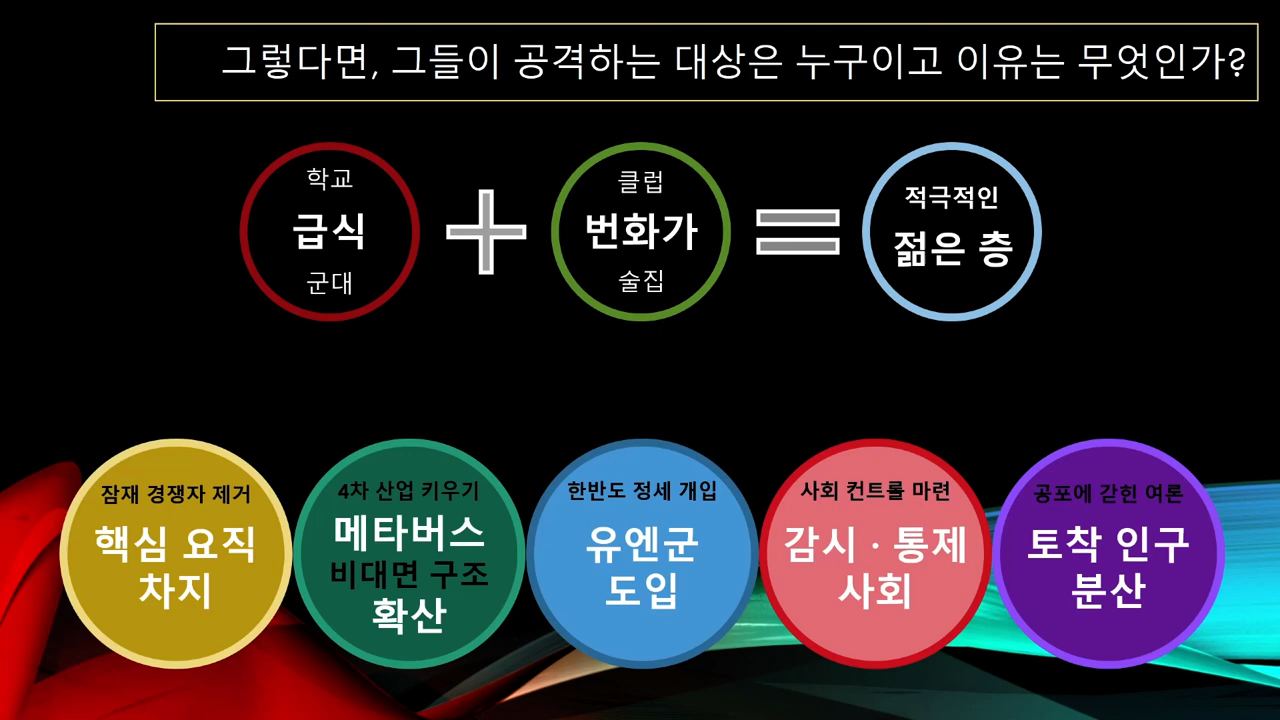 그렇다면, 그들이 공격하는 대상은 누구이고 이유는 무엇인가?
학교
급식
군대
클럽
번화가
술집
적극적인
젊은 층
잠재 경쟁자 제거
핵심 요직
차지
4차 산업 키우기
메타버스
비대면 구조
확산
한반도 정세 개입
유엔군
도입
사회 컨트롤 마련
감시 · 통제
사회
공포에 갇힌 여론
토착 인구
분산